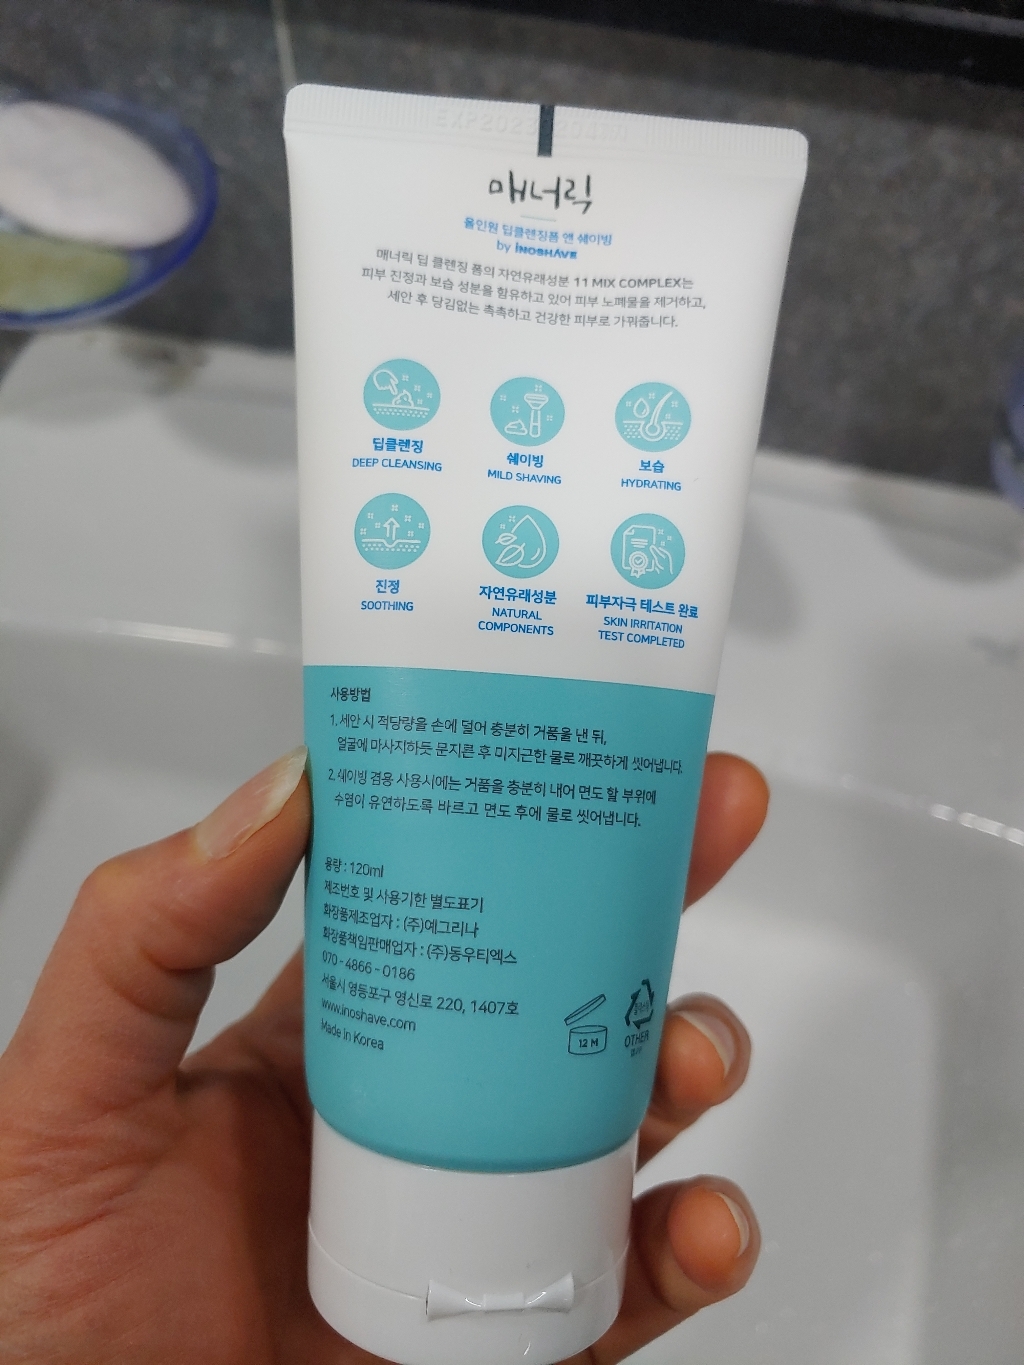 EXP2023
매너릭
올인원 딥클렌징폼 앤 쉐이빙
by INOSHAVE
매너릭 딥 클렌징 폼의 자연유래성분 11 MIX COMPLEX는
피부 진정과 보습 성분을 함유하고 있어 피부 노폐물을 제거하고,
세안 후 당김없는 촉촉하고 건강한 피부로 가꿔줍니다.
딥클렌징
DEEP CLEANSING
쉐이빙
MILD SHAVING
보습
HYDRATING
진정
SOOTHING
자연유래성분
NATURAL
COMPONENTS
피부자극 테스트 완료
SKIN IRRITATION
TEST COMPLETED
사용방법
1. 세안 시 적당량을 손에 덜어 충분히 거품을 낸 뒤,
얼굴에 마사지하듯 문지른 후 미지근한 물로 깨끗하게 씻어냅니다.
2. 쉐이빙 겸용 사용시에는 거품을 충분히 내어 면도 할 부위에
수염이 유연하도록 바르고 면도 후에 물로 씻어냅니다.
용량 : 120ml
제조번호 및 사용기한 별도표기
화장품제조업자 : (주)예그리나
화장품책임판매업자 : (주)동우티엑스
070-4866-0186
서울시 영등포구 영신로 220, 1407호
www.inoshave.com
Made in Korea
12 M
OTHER